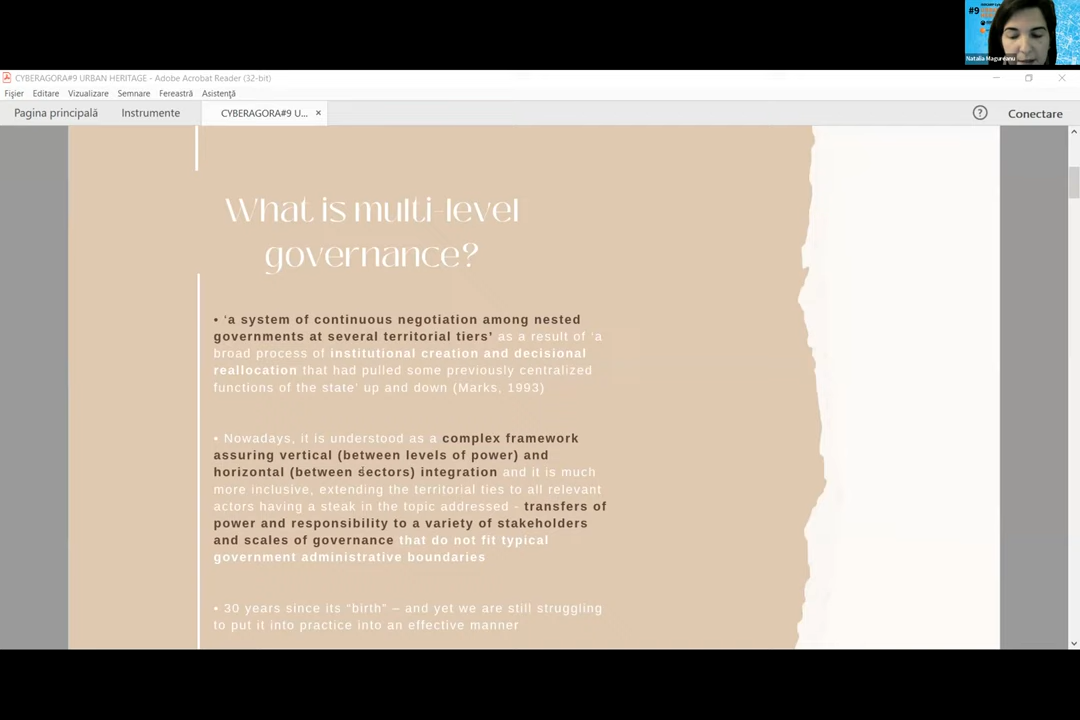 #9
Natalia Magureanu
CYBERAGORA#9 URBAN HERITAGE - Adobe Acrobat Reader (32-bit)
Fișier Editare Vizualizare Semnare Fereastră Asistență
Pagina principală Instrumente CYBERAGORA#9 U... × ? Conectare
What is multi-level
governance?
• ‘a system of continuous negotiation among nested
governments at several territorial tiers’ as a result of ‘a
broad process of institutional creation and decisional
reallocation that had pulled some previously centralized
functions of the state’ up and down (Marks, 1993)
• Nowadays, it is understood as a complex framework
assuring vertical (between levels of power) and
horizontal (between sectors) integration and it is much
more inclusive, extending the territorial ties to all relevant
actors having a steak in the topic addressed - transfers of
power and responsibility to a variety of stakeholders
and scales of governance that do not fit typical
government administrative boundaries
• 30 years since its “birth” – and yet we are still struggling
to put it into practice into an effective manner